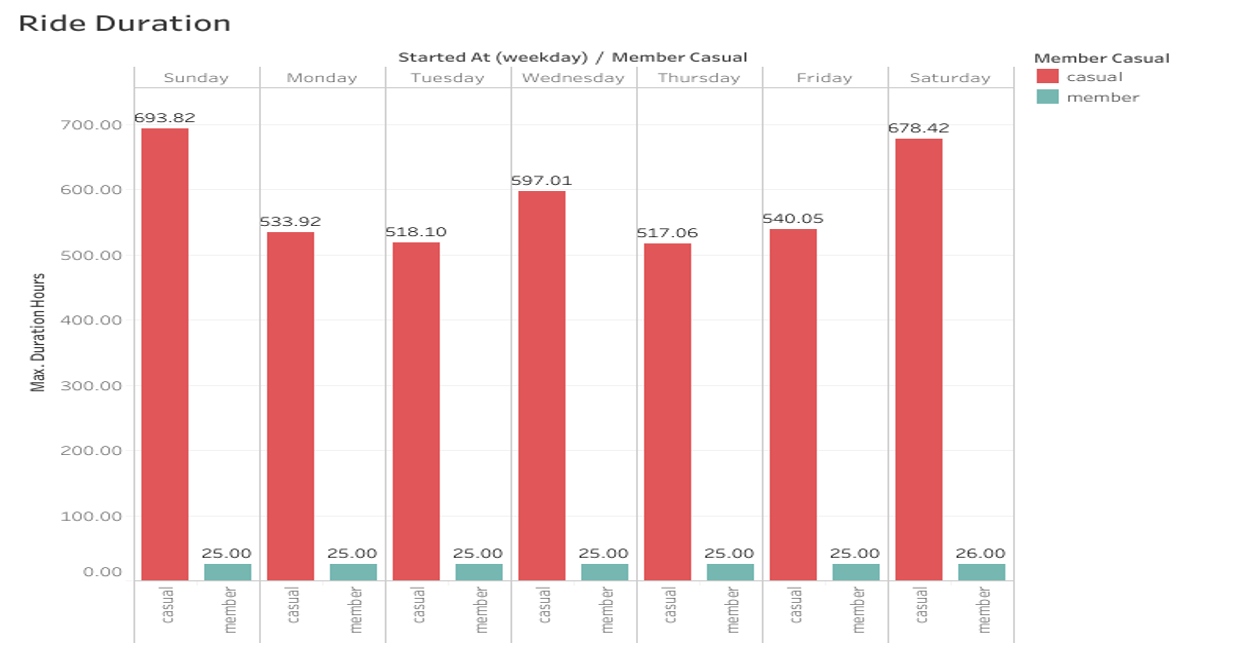 Ride Duration
Started At (weekday) / Member Casual
Sunday Monday Tuesday Wednesday Thursday Friday Saturday
Member Casual
casual
member
Max. Duration Hours
700.00
600.00
500.00
400.00
300.00
200.00
100.00
0.00
693.82 25.00 533.92 25.00 518.10 25.00 597.01 25.00 517.06 25.00 540.05 25.00 678.42 26.00
casual member casual member casual member casual member casual member casual member casual member